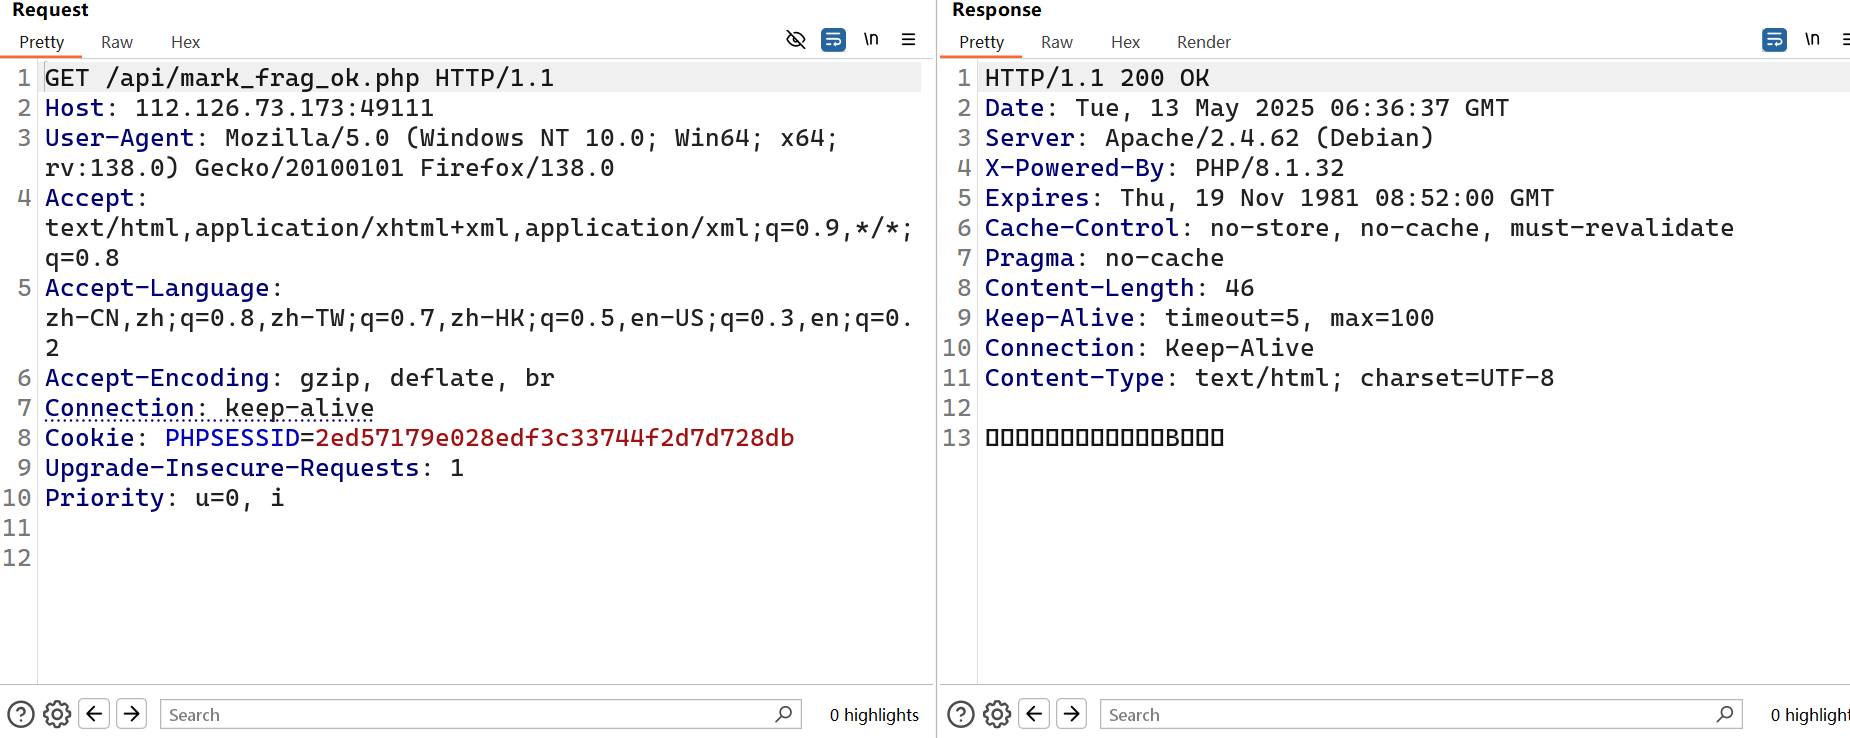 Request
Pretty Raw Hex
\n
1 GET /api/mark_frag_ok.php HTTP/1.1
2 Host: 112.126.73.173:49111
3 User-Agent: Mozilla/5.0 (Windows NT 10.0; Win64; x64;
rv:138.0) Gecko/20100101 Firefox/138.0
4 Accept:
text/html,application/xhtml+xml,application/xml;q=0.9,*/*;
q=0.8
5 Accept-Language:
zh-CN,zh;q=0.8,zh-TW;q=0.7,zh-HK;q=0.5,en-US;q=0.3,en;q=0.
2
6 Accept-Encoding: gzip, deflate, br
7 Connection: keep-alive
8 Cookie: PHPSESSID=2ed57179e028edf3c33744f2d7d728db
9 Upgrade-Insecure-Requests: 1
10 Priority: u=0, i
11
12
Search
0 highlights
Response
Pretty Raw Hex Render
\n
1 HTTP/1.1 200 OK
2 Date: Tue, 13 May 2025 06:36:37 GMT
3 Server: Apache/2.4.62 (Debian)
4 X-Powered-By: PHP/8.1.32
5 Expires: Thu, 19 Nov 1981 08:52:00 GMT
6 Cache-Control: no-store, no-cache, must-revalidate
7 Pragma: no-cache
8 Content-Length: 46
9 Keep-Alive: timeout=5, max=100
10 Connection: Keep-Alive
11 Content-Type: text/html; charset=UTF-8
12
13 □□□□□□□□□□□□B□□□
Search
0 highlight